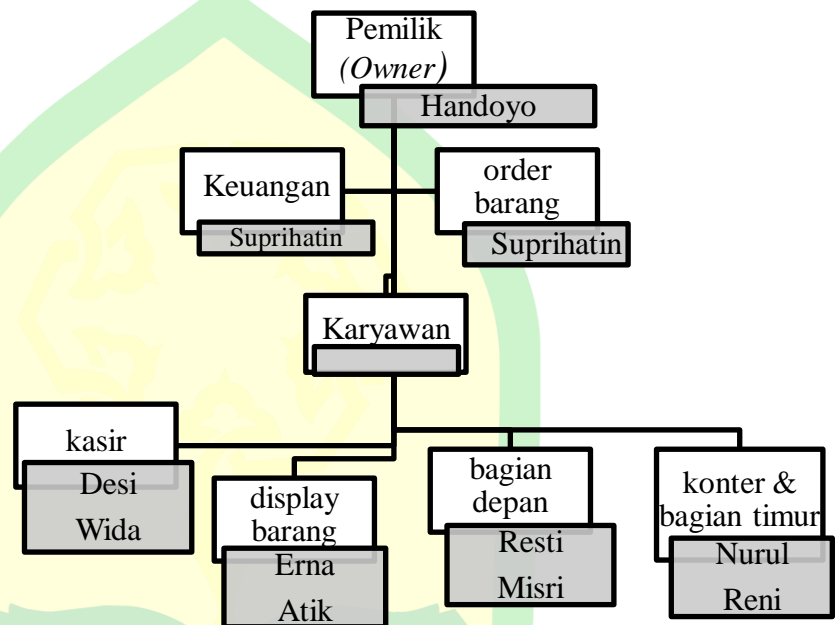 Pemilik
(Owner)
Handoyo
Keuangan
Suprihatin
order
barang
Suprihatin
Karyawan
kasir
Desi
Wida
display
barang
Erna
Atik
bagian
depan
Resti
Misri
konter &
bagian timur
Nurul
Reni